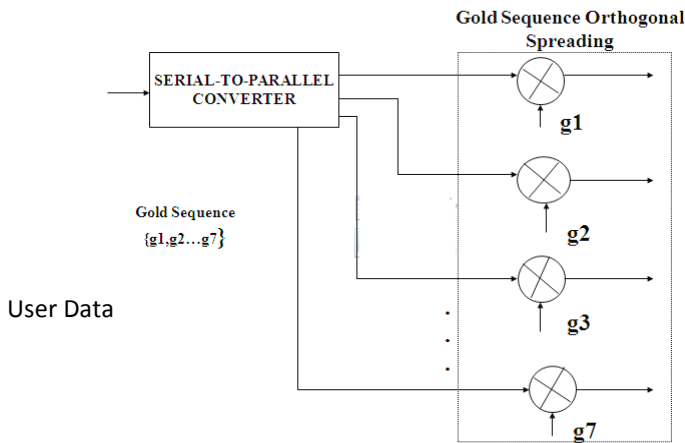 Gold Sequence Orthogonal
Spreading
SERIAL-TO-PARALLEL
CONVERTER
g1
Gold Sequence
{g1,g2...g7}
g2
User Data
g3
g7